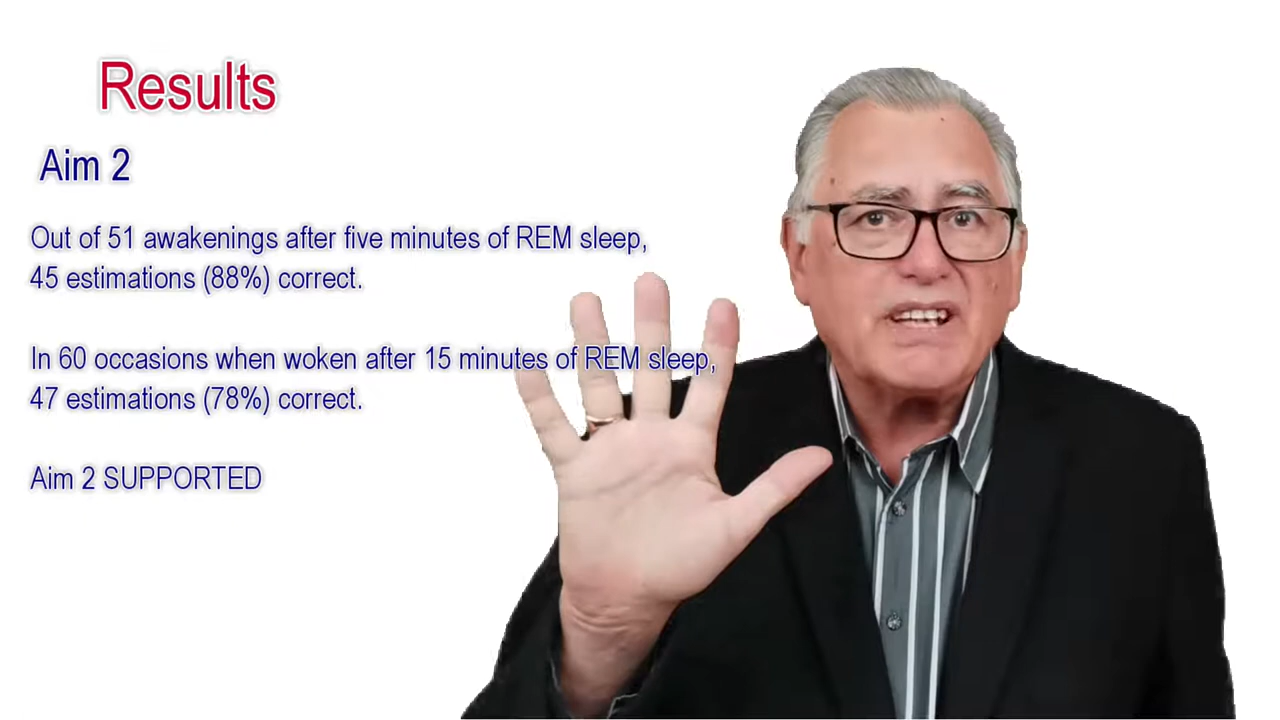 Results
Aim 2
Out of 51 awakenings after five minutes of REM sleep,
45 estimations (88%) correct.
In 60 occasions when woken after 15 minutes of REM sleep,
47 estimations (78%) correct.
Aim 2 SUPPORTED